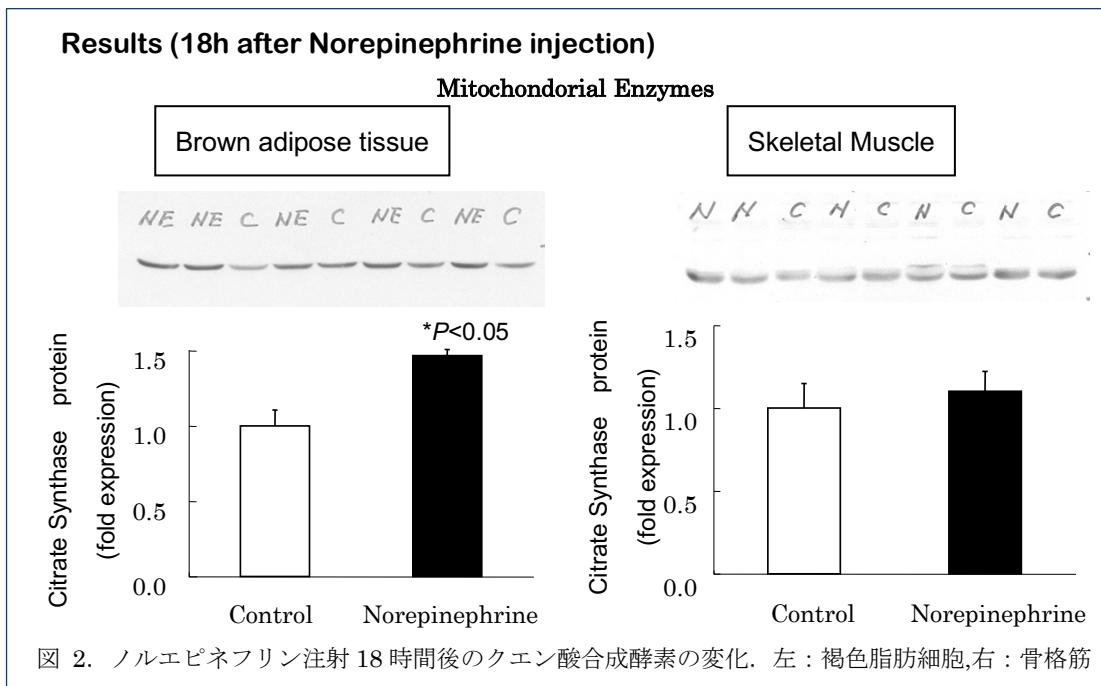 Results (18h after Norepinephrine injection)
Mitochondorial Enzymes
Brown adipose tissue
NE NE C NE C NE C NE C
Citrate Synthase protein
(fold expression)
*P<0.05
1.5
1.0
0.5
0.0
Control Norepinephrine
Skeletal Muscle
N N C N C N C N C
Citrate Synthase protein
(fold expression)
1.5
1.0
0.5
0.0
Control Norepinephrine
図 2. ノルエピネフリン注射 18 時間後のクエン酸合成酵素の変化. 左:褐色脂肪細胞,右:骨格筋